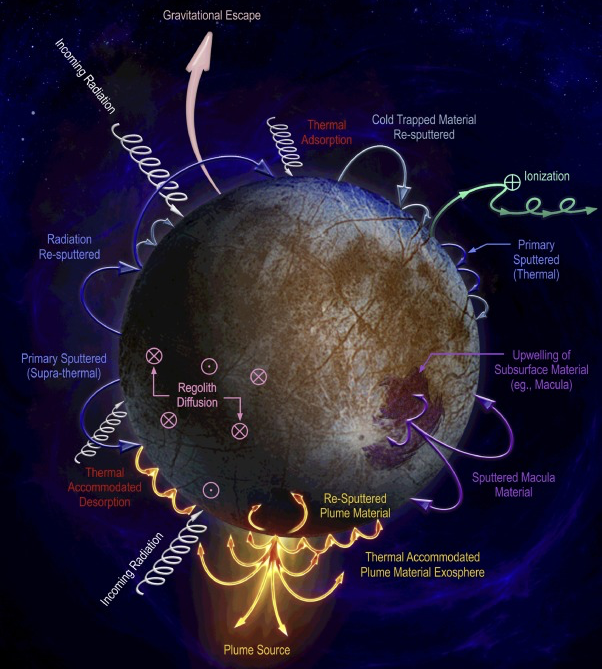 Gravitational Escape
Incoming Radiation
Thermal
Adsorption
Cold Trapped Material
Re-sputtered
Ionization
Radiation
Re-sputtered
Primary
Sputtered
(Thermal)
Primary Sputtered
(Supra-thermal)
Regolith
Diffusion
Upwelling of
Subsurface Material
(eg., Macula)
Thermal
Accommodated
Desorption
Sputtered Macula
Material
Re-Sputtered
Plume Material
Incoming Radiation
Thermal Accommodated
Plume Material Exosphere
Plume Source